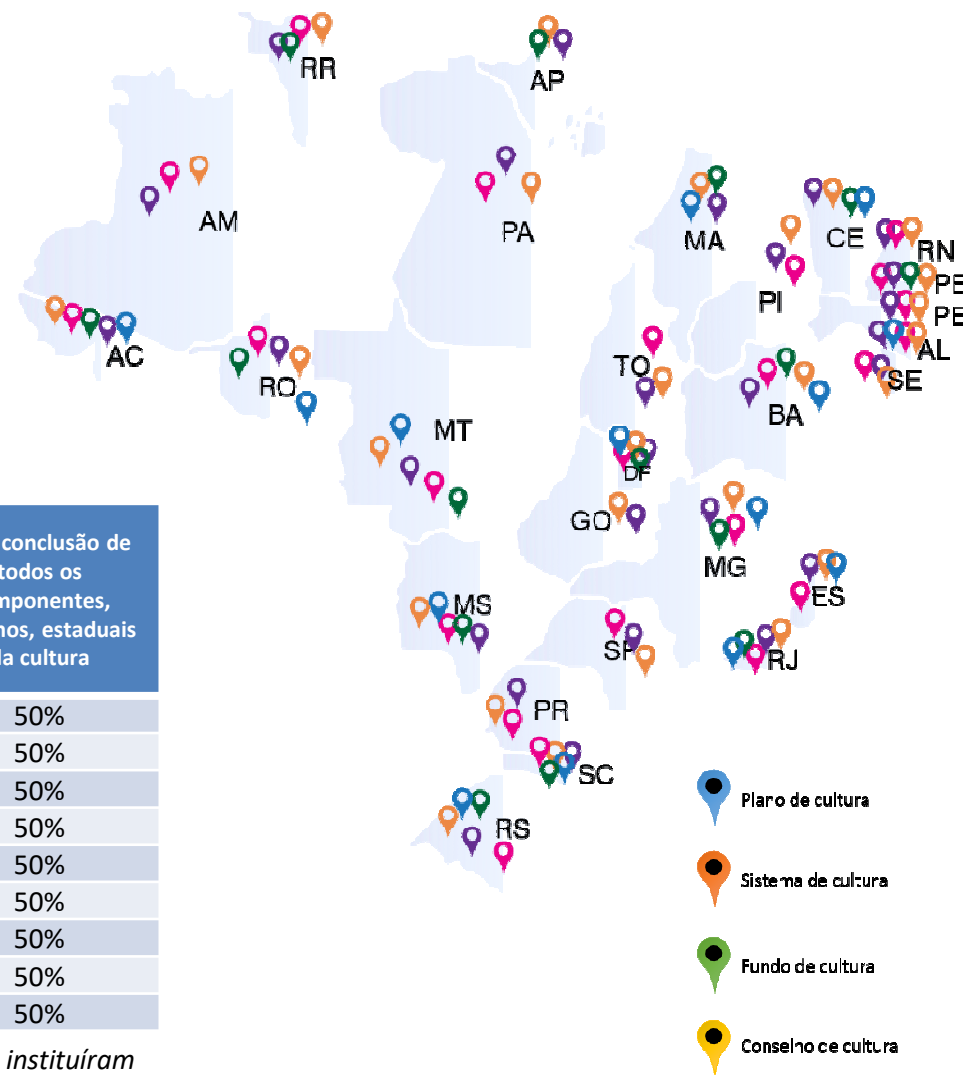 RR
AP
AM
PA
MA
CE
RN
PI
PE
PE
AC
RO
TO
AL
SE
BA
MT
DF
GO
MG
ES
MS
SP
RJ
PR
SC
RS
conclusão de
todos os
mponentes,
nos, estaduais
da cultura
50%
50%
50%
50%
50%
50%
50%
50%
50%
instituíram
Plano de cultura
Sistema de cultura
Fundo de cultura
Conselho de cultura